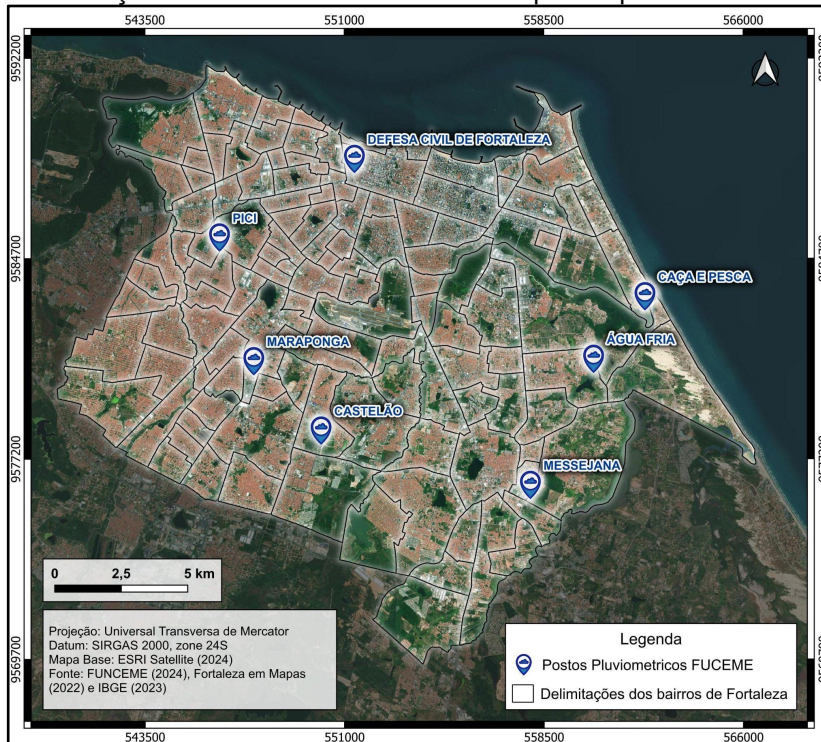 543500 551000 558500 566000
9592200
9584700
9577200
9569700
DEFESA CIVIL DE FORTALEZA
PICI
CAÇA E PESCA
MARAPONGA
ÁGUA FRIA
CASTELÃO
MESSEJANA
0 2,5 5 km
Projeção: Universal Transversa de Mercator
Datum: SIRGAS 2000, zone 24S
Mapa Base: ESRI Satellite (2024)
Fonte: FUNCEME (2024), Fortaleza em Mapas
(2022) e IBGE (2023)
Legenda
Postos Pluviometricos FUCEME
Delimitações dos bairros de Fortaleza
543500 551000 558500 566000